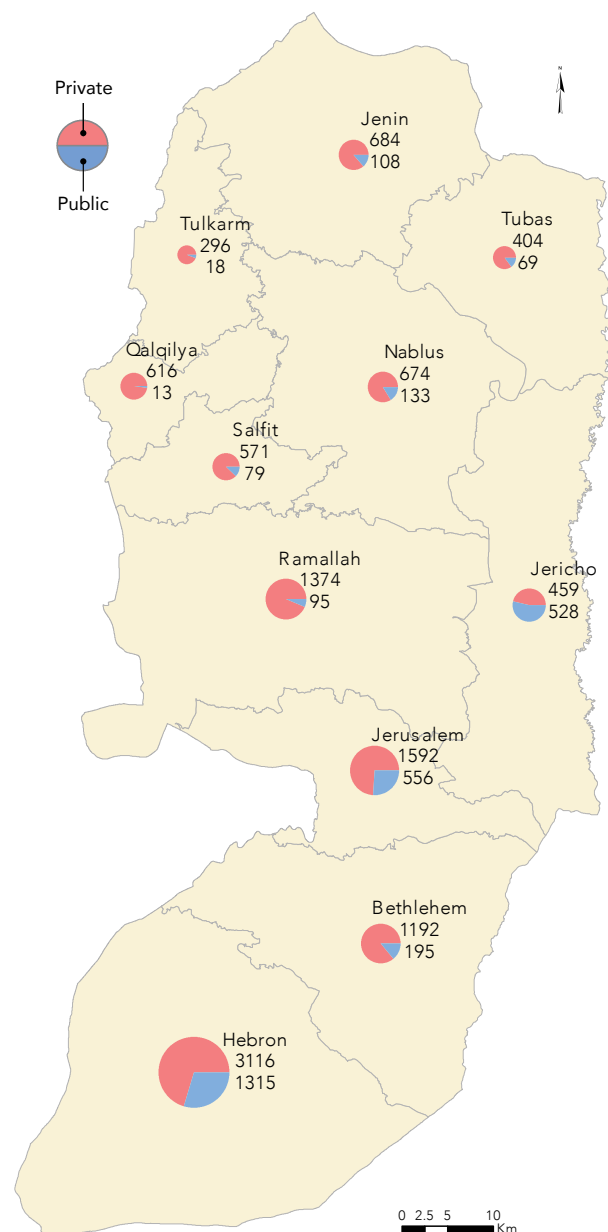 Private
Public
N
Jenin
684
108
Tubas
404
69
Tulkarm
296
18
Qalqilya
616
13
Nablus
674
133
Salfit
571
79
Ramallah
1374
95
Jericho
459
528
Jerusalem
1592
556
Bethlehem
1192
195
Hebron
3116
1315
0 2.5 5 10
Km